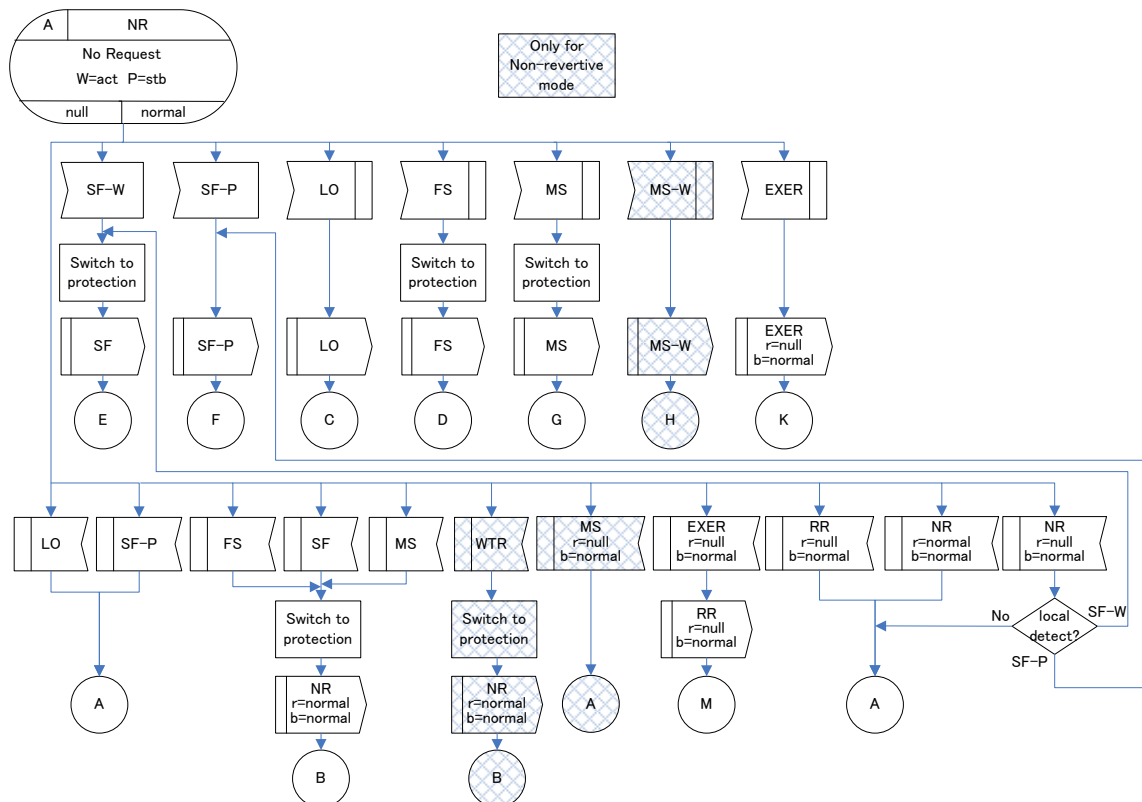 A NR
No Request
W=act P=stb
null normal
Only for
Non-revertive
mode
SF-W SF-P LO FS MS MS-W EXER
Switch to
protection
Switch to
protection
Switch to
protection
SF SF-P LO FS MS MS-W
EXER
r=null
b=normal
E F C D G H K
LO SF-P FS SF MS WTR
MS
r=null
b=normal
EXER
r=null
b=normal
RR
r=null
b=normal
NR
r=normal
b=normal
NR
r=null
b=normal
Switch to
protection
Switch to
protection
RR
r=null
b=normal
No
local
detect?
SF-W
SF-P
A
NR
r=normal
b=normal
NR
r=normal
b=normal
A M A
B B